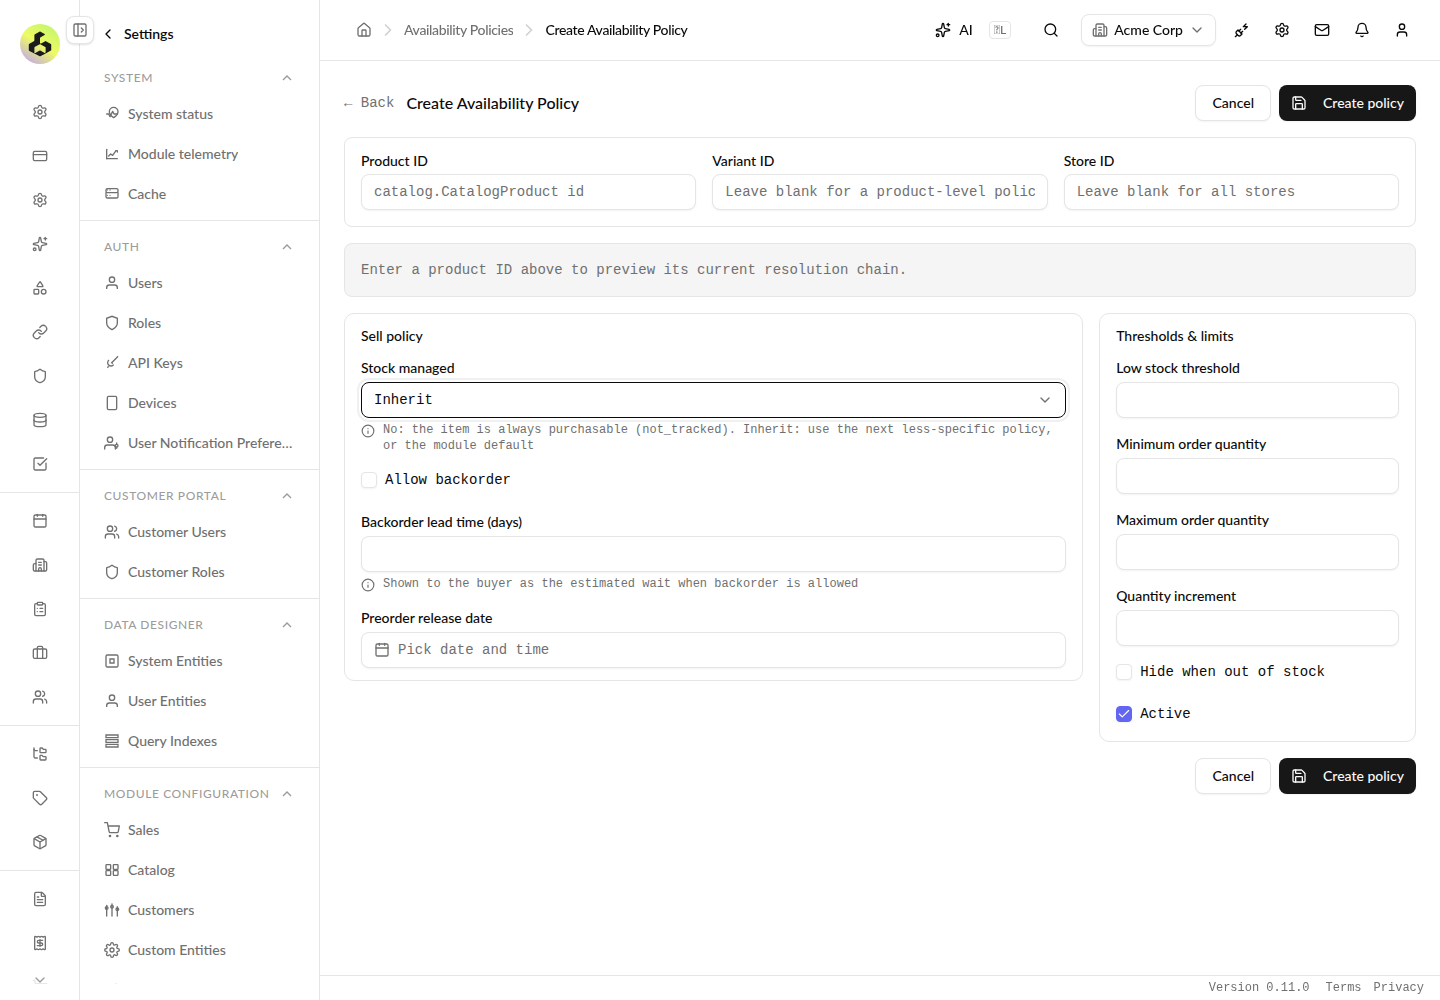 Settings
SYSTEM
System status
Module telemetry
Cache
AUTH
Users
Roles
API Keys
Devices
User Notification Prefere...
CUSTOMER PORTAL
Customer Users
Customer Roles
DATA DESIGNER
System Entities
User Entities
Query Indexes
MODULE CONFIGURATION
Sales
Catalog
Customers
Custom Entities
Availability Policies
Create Availability Policy
AI
L
Acme Corp
← Back
Create Availability Policy
Cancel
Create policy
Product ID
catalog.CatalogProduct id
Variant ID
Leave blank for a product-level polic
Store ID
Leave blank for all stores
Enter a product ID above to preview its current resolution chain.
Sell policy
Stock managed
Inherit
No: the item is always purchasable (not_tracked). Inherit: use the next less-specific policy,
or the module default
Allow backorder
Backorder lead time (days)
Shown to the buyer as the estimated wait when backorder is allowed
Preorder release date
Pick date and time
Thresholds & limits
Low stock threshold
Minimum order quantity
Maximum order quantity
Quantity increment
Hide when out of stock
Active
Cancel
Create policy
Version 0.11.0
Terms
Privacy